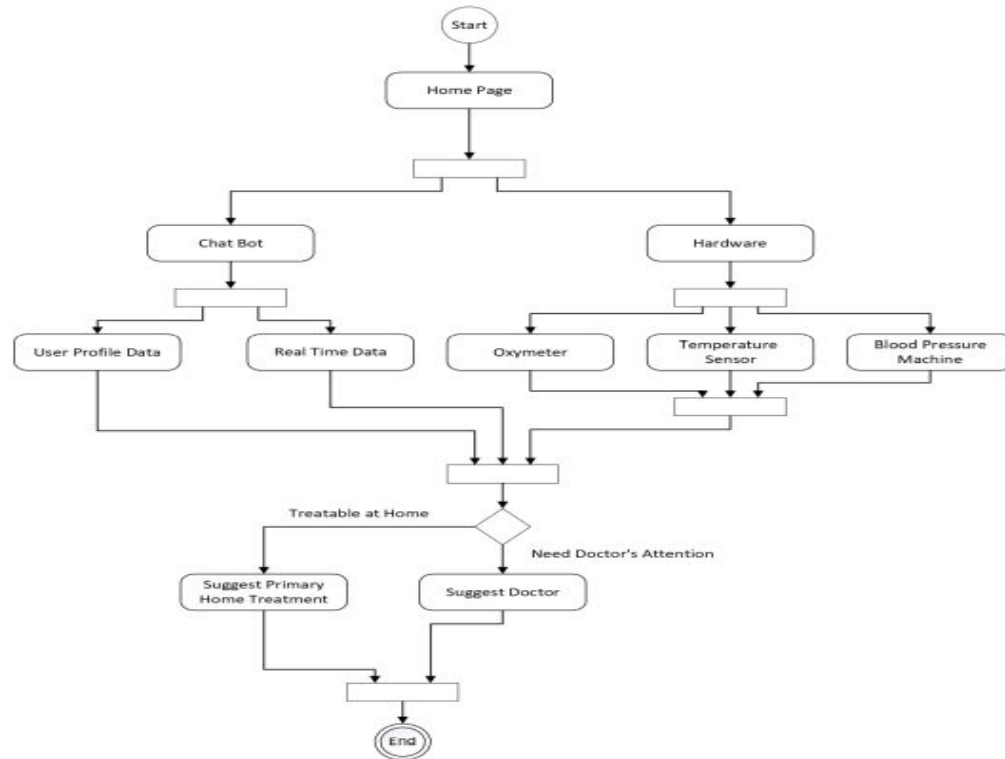 Start
Home Page
Chat Bot
Hardware
User Profile Data
Real Time Data
Oxymeter
Temperature
Sensor
Blood Pressure
Machine
Treatable at Home
Need Doctor's Attention
Suggest Primary
Home Treatment
Suggest Doctor
End